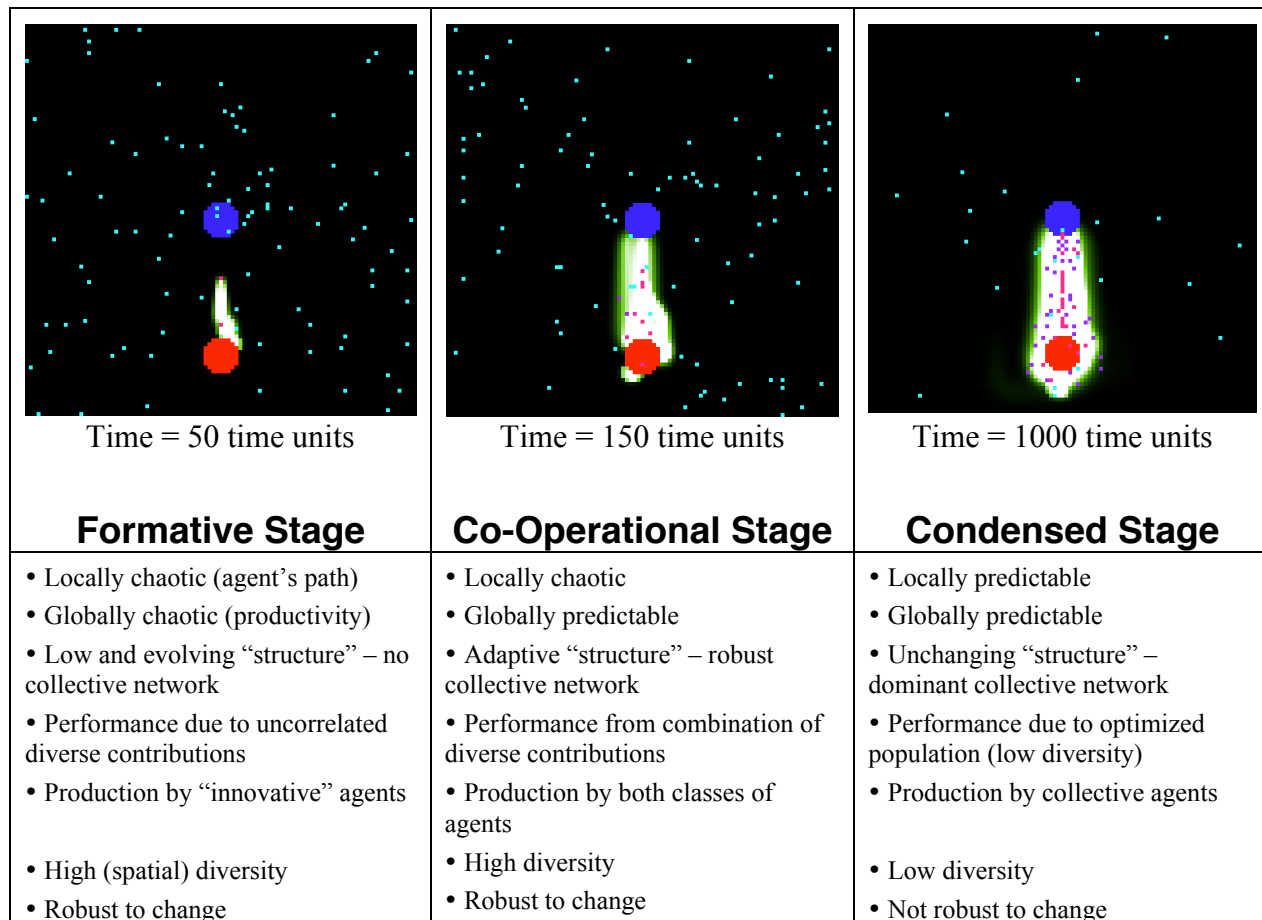 Time = 50 time units
Formative Stage
• Locally chaotic (agent's path)
• Globally chaotic (productivity)
• Low and evolving “structure” – no
collective network
• Performance due to uncorrelated
diverse contributions
• Production by “innovative” agents
• High (spatial) diversity
• Robust to change
Time = 150 time units
Co-Operational Stage
• Locally chaotic
• Globally predictable
• Adaptive “structure” – robust
collective network
• Performance from combination of
diverse contributions
• Production by both classes of
agents
• High diversity
• Robust to change
Time = 1000 time units
Condensed Stage
• Locally predictable
• Globally predictable
• Unchanging “structure” –
dominant collective network
• Performance due to optimized
population (low diversity)
• Production by collective agents
• Low diversity
• Not robust to change